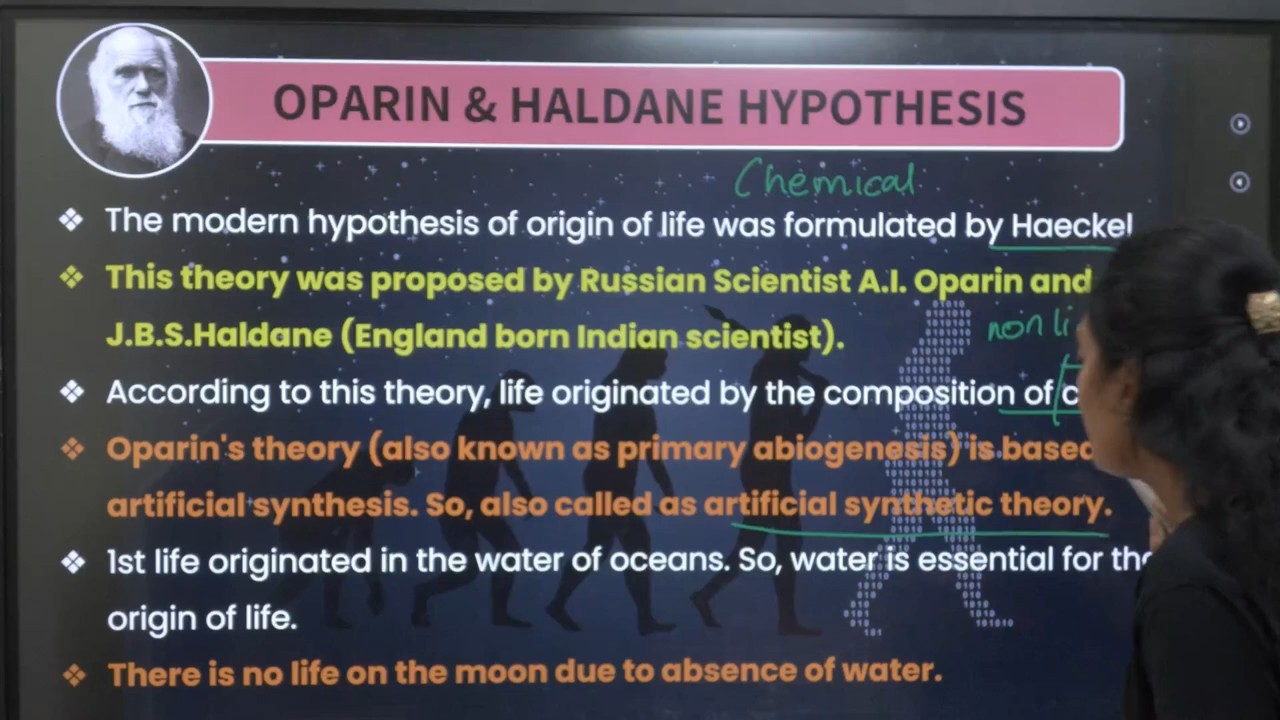 OPARIN & HALDANE HYPOTHESIS
Chemical
❖ The modern hypothesis of origin of life was formulated by Haeckel
❖ This theory was proposed by Russian Scientist A.I. Oparin and
J.B.S.Haldane (England born Indian scientist).
non li
❖ According to this theory, life originated by the composition of c
❖ Oparin's theory (also known as primary abiogenesis) is based
artificial synthesis. So, also called as artificial synthetic theory.
❖ 1st life originated in the water of oceans. So, water is essential for the
origin of life.
❖ There is no life on the moon due to absence of water.